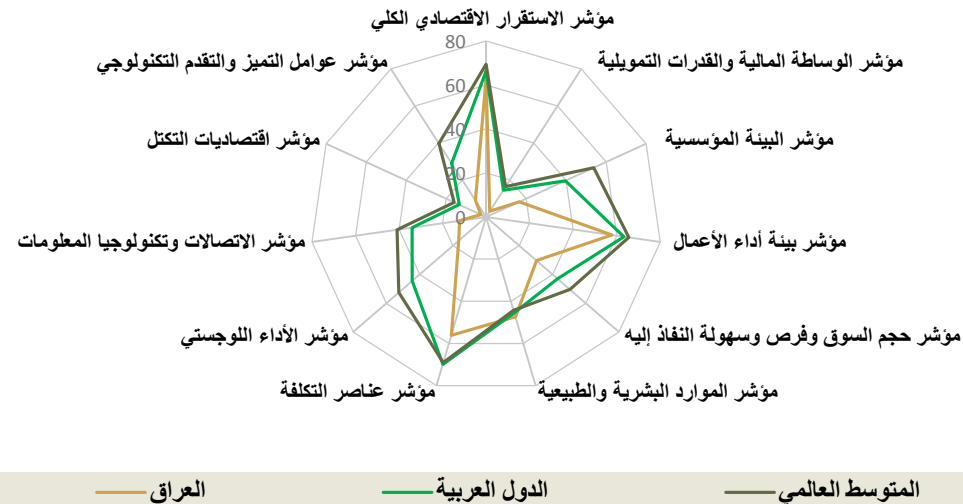 مؤشر الاستقرار الاقتصادي الكلي
مؤشر الوساطة المالية والقدرات التمويلية
مؤشر البيئة المؤسسية
مؤشر بيئة أداء الأعمال
مؤشر حجم السوق وفرص وسهولة النفاذ إليه
مؤشر الموارد البشرية والطبيعية
مؤشر عناصر التكلفة
مؤشر الأداء اللوجستي
مؤشر الاتصالات وتكنولوجيا المعلومات
مؤشر اقتصاديات التكتل
مؤشر عوامل التميز والتقدم التكنولوجي
80
60
40
20
0
المتوسط العالمي
الدول العربية
العراق